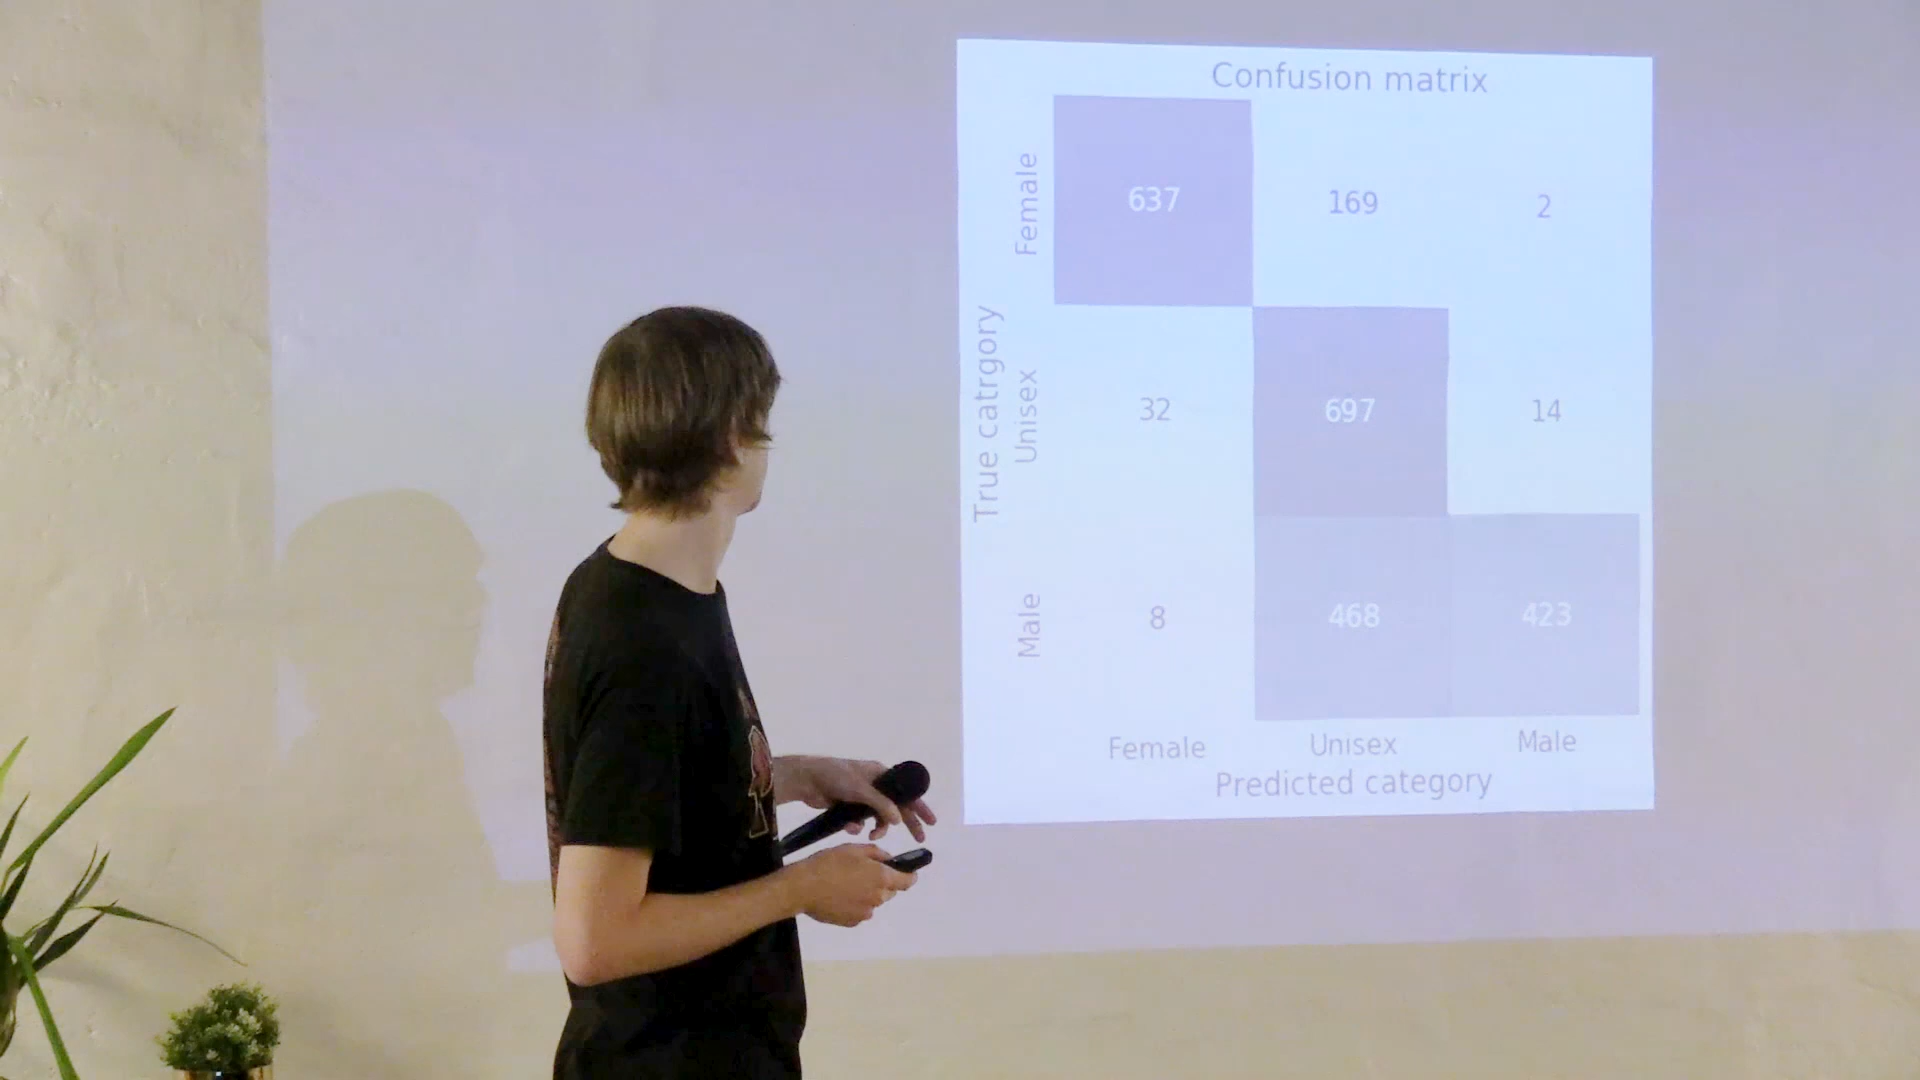 Confusion matrix
True catrgory
Female
637 169 2
Unisex
32 697 14
Male
8 468 423
Female Unisex Male
Predicted category